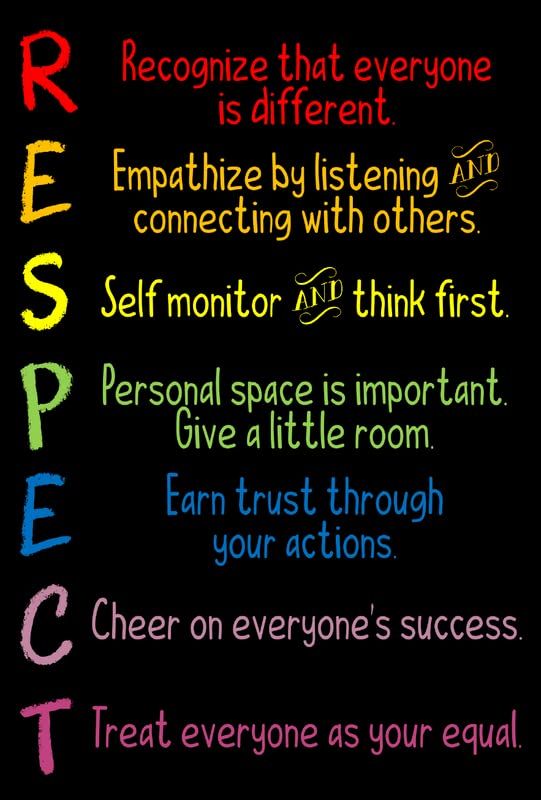 R Recognize that everyone
is different.
E Empathize by listening AND
connecting with others.
S Self monitor AND think first.
P Personal space is important.
Give a little room.
E Earn trust through
your actions.
C Cheer on everyone's success.
T Treat everyone as your equal.